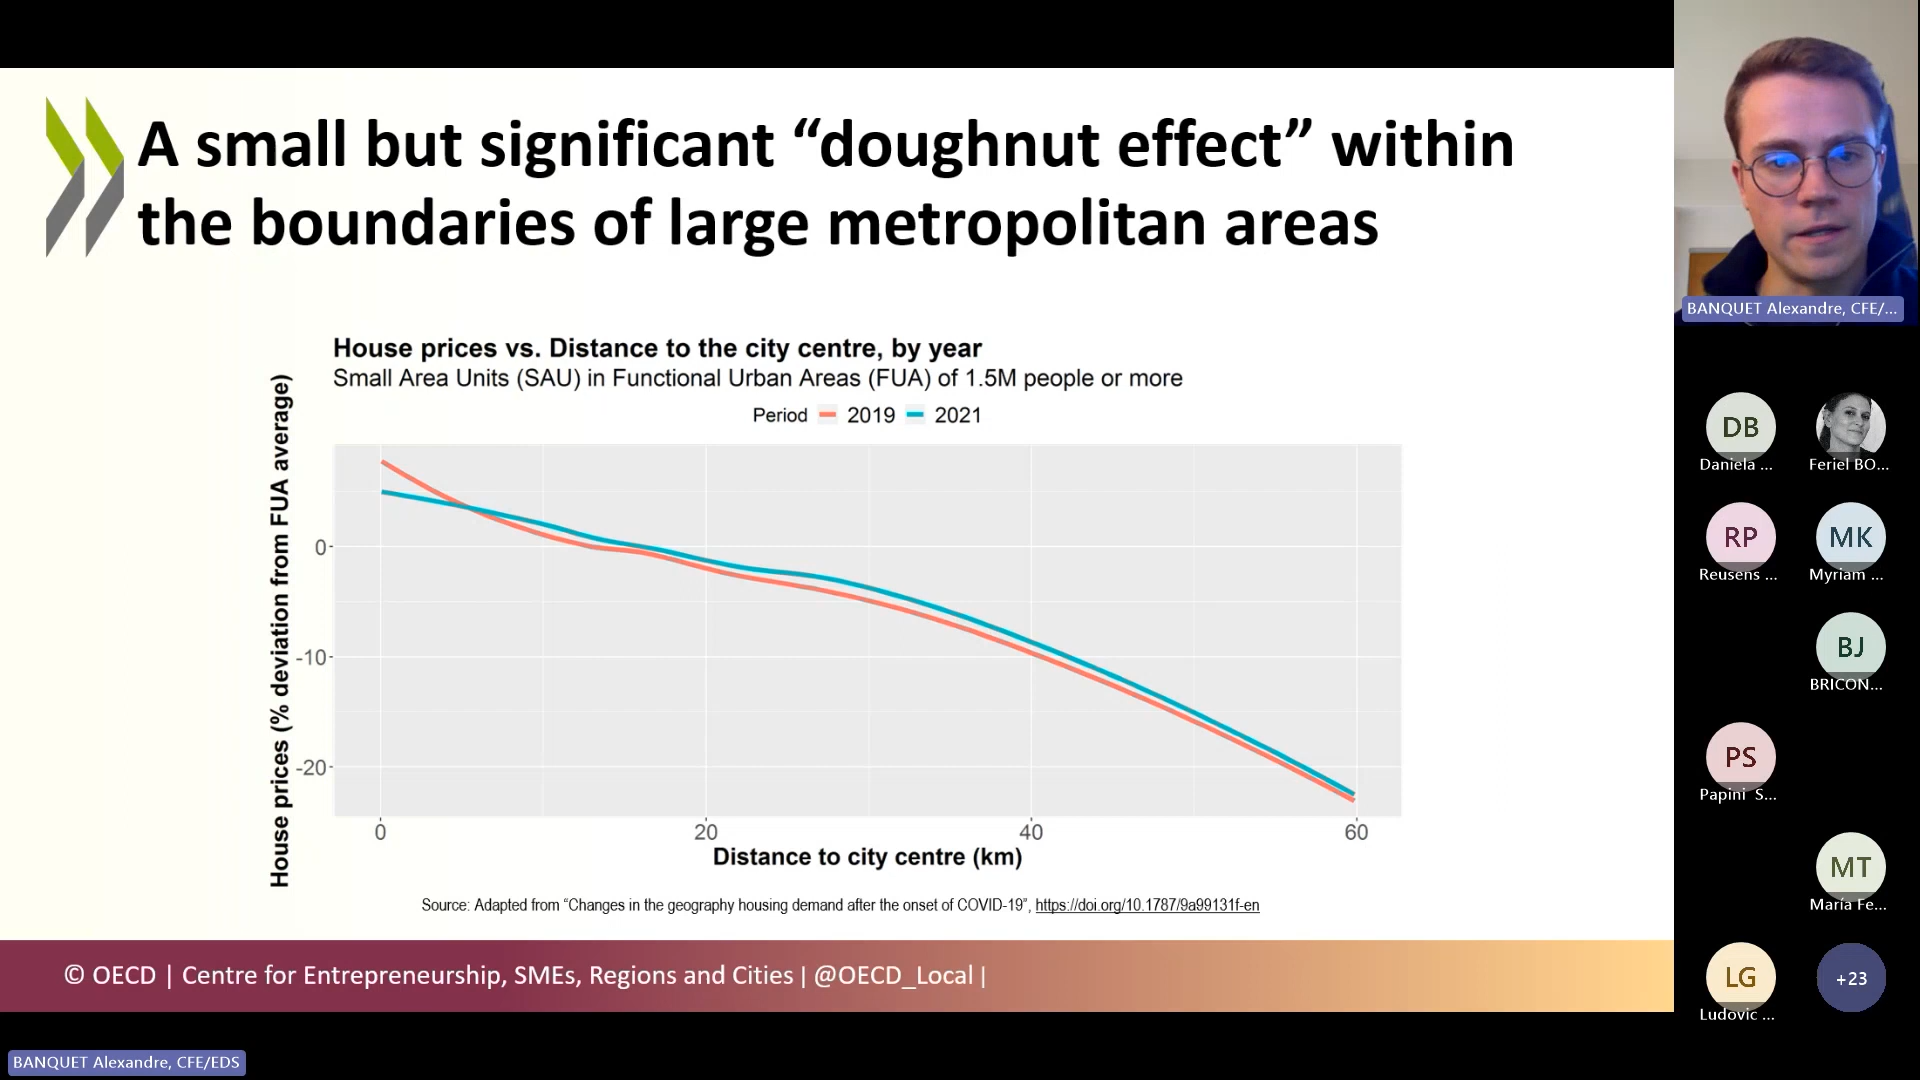 A small but significant “doughnut effect” within
the boundaries of large metropolitan areas
House prices vs. Distance to the city centre, by year
Small Area Units (SAU) in Functional Urban Areas (FUA) of 1.5M people or more
Period 2019 2021
House prices (% deviation from FUA average)
0
-10
-20
0 20 40 60
Distance to city centre (km)
Source: Adapted from “Changes in the geography housing demand after the onset of COVID-19”, https://doi.org/10.1787/9a99131f-en
© OECD | Centre for Entrepreneurship, SMEs, Regions and Cities | @OECD_Local |
BANQUET Alexandre, CFE/EDS
BANQUET Alexandre, CFE/...
DB
Daniela ...
Feriel BO...
RP
Reusens ...
MK
Myriam ...
BJ
BRICON...
PS
Papini S...
MT
María Fe...
LG
Ludovic ...
+23